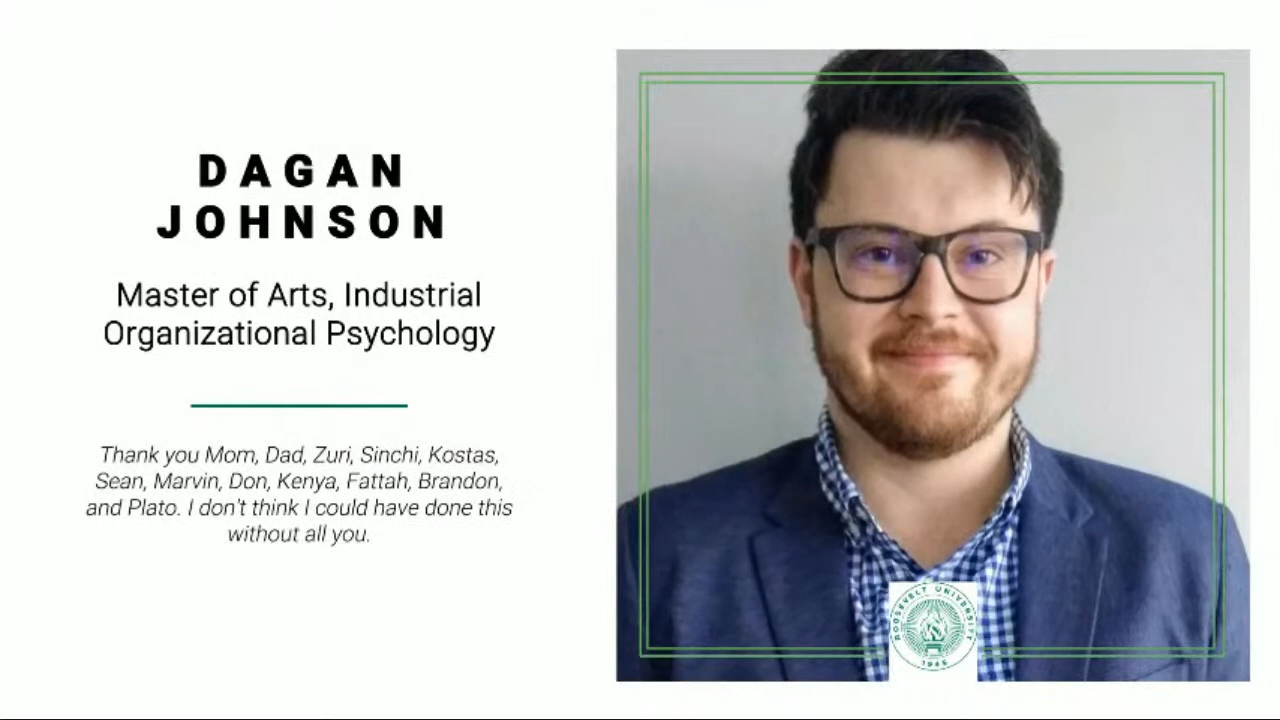 DAGAN
JOHNSON
Master of Arts, Industrial
Organizational Psychology
Thank you Mom, Dad, Zuri, Sinchi, Kostas,
Sean, Marvin, Don, Kenya, Fattah, Brandon,
and Plato. I don't think I could have done this
without all you.
ROOSEVELT UNIVERSITY
1945